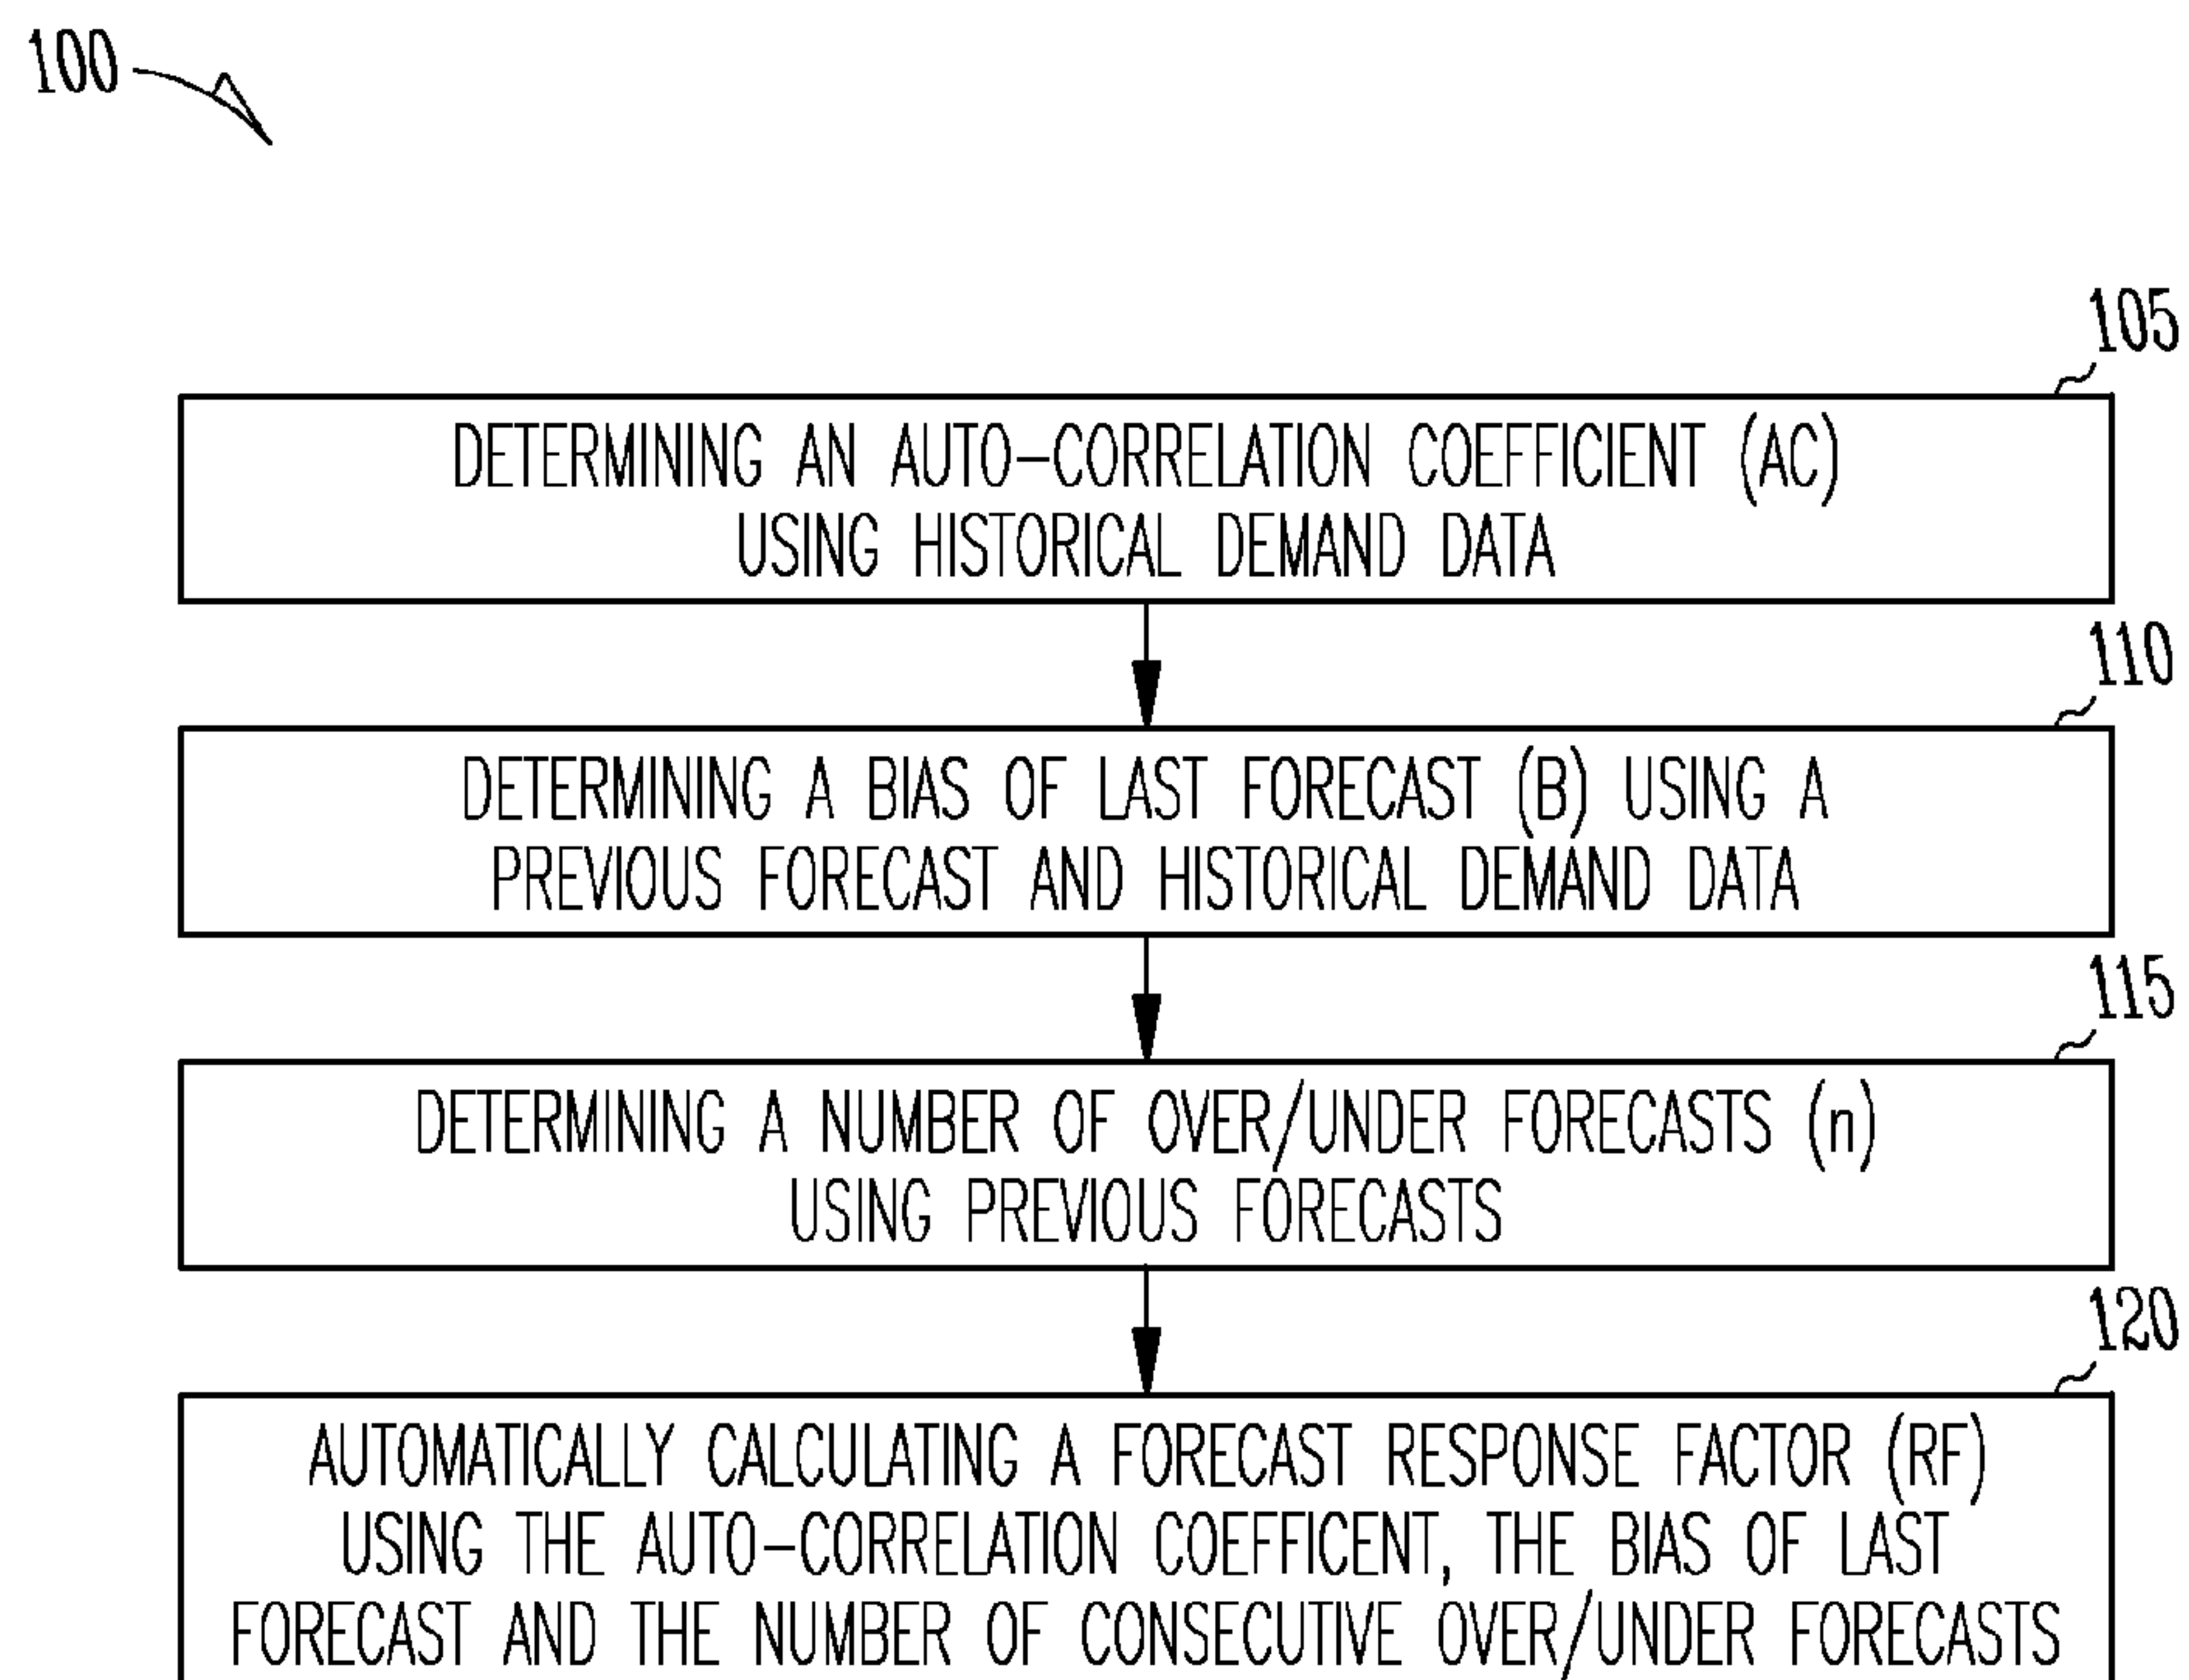 100
105
DETERMINING AN AUTO-CORRELATION COEFFICIENT (AC)
USING HISTORICAL DEMAND DATA
110
DETERMINING A BIAS OF LAST FORECAST (B) USING A
PREVIOUS FORECAST AND HISTORICAL DEMAND DATA
115
DETERMINING A NUMBER OF OVER/UNDER FORECASTS (n)
USING PREVIOUS FORECASTS
120
AUTOMATICALLY CALCULATING A FORECAST RESPONSE FACTOR (RF)
USING THE AUTO-CORRELATION COEFFICENT, THE BIAS OF LAST
FORECAST AND THE NUMBER OF CONSECUTIVE OVER/UNDER FORECASTS